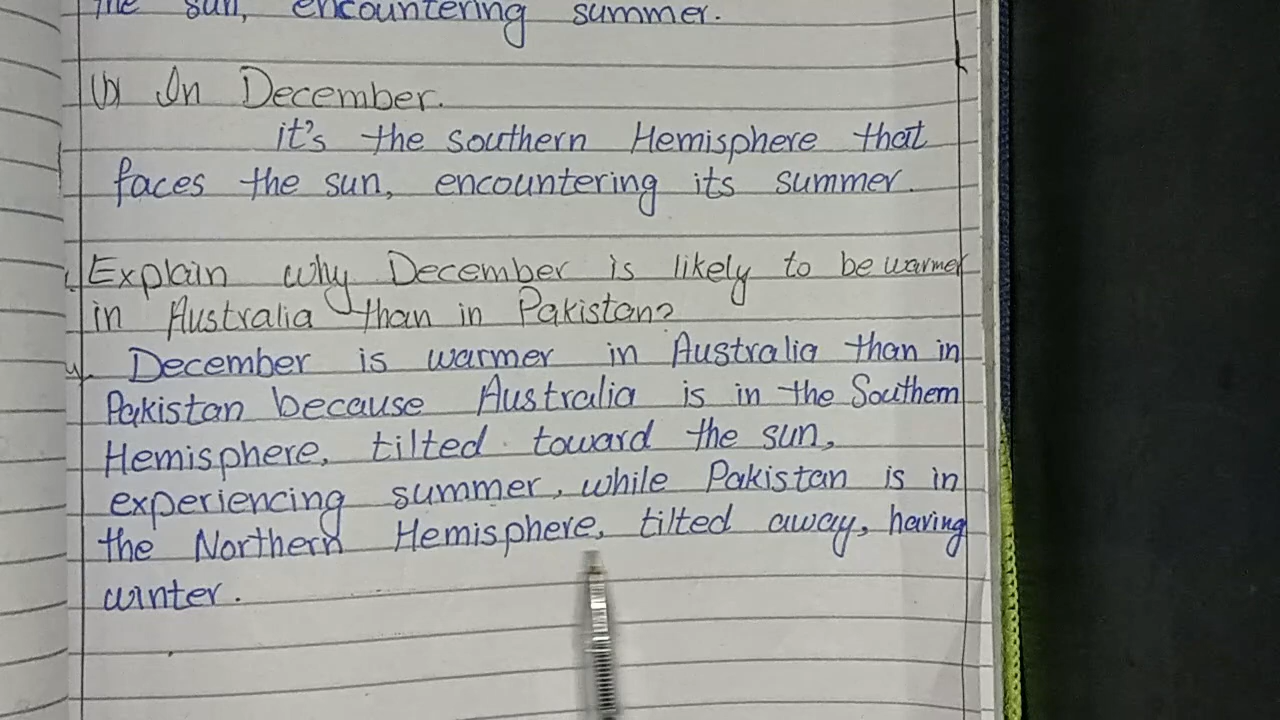 the sun, encountering summer.
(b) In December.
it's the southern Hemisphere that
faces the sun, encountering its summer.
Explain why December is likely to be warmer
in Australia than in Pakistan?
December is warmer in Australia than in
Pakistan because Australia is in the Southern
Hemisphere, tilted toward the sun,
experiencing summer, while Pakistan is in
the Northern Hemisphere, tilted away, having
winter.